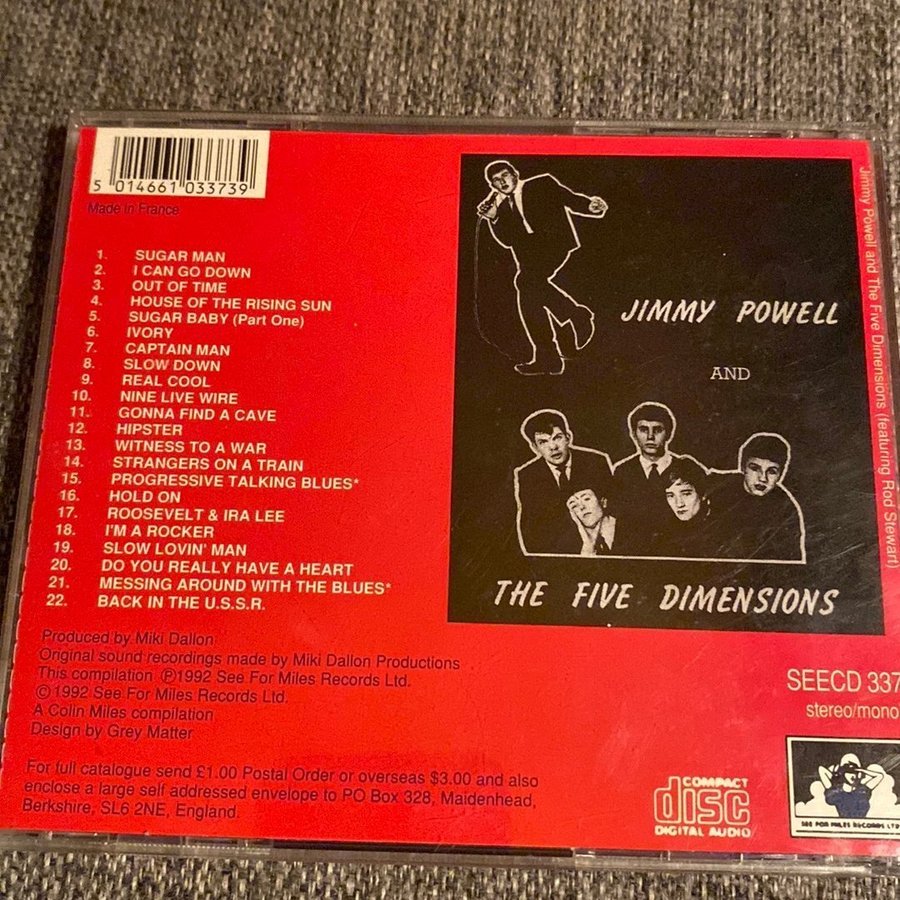 5 014661 033739
Made in France
1. SUGAR MAN
2. I CAN GO DOWN
3. OUT OF TIME
4. HOUSE OF THE RISING SUN
5. SUGAR BABY (Part One)
6. IVORY
7. CAPTAIN MAN
8. SLOW DOWN
9. REAL COOL
10. NINE LIVE WIRE
11. GONNA FIND A CAVE
12. HIPSTER
13. WITNESS TO A WAR
14. STRANGERS ON A TRAIN
15. PROGRESSIVE TALKING BLUES*
16. HOLD ON
17. ROOSEVELT & IRA LEE
18. I'M A ROCKER
19. SLOW LOVIN' MAN
20. DO YOU REALLY HAVE A HEART
21. MESSING AROUND WITH THE BLUES*
22. BACK IN THE U.S.S.R.
Produced by Miki Dallon
Original sound recordings made by Miki Dallon Productions
This compilation Ⓟ1992 See For Miles Records Ltd.
©1992 See For Miles Records Ltd.
A Colin Miles compilation
Design by Grey Matter
For full catalogue send £1.00 Postal Order or overseas $3.00 and also
enclose a large self addressed envelope to PO Box 328, Maidenhead,
Berkshire, SL6 2NE, England.
JIMMY POWELL
AND
THE FIVE DIMENSIONS
Jimmy Powell and The Five Dimensions (featuring Rod Stewart)
SEECD 337
stereo/mono
COMPACT
disc
DIGITAL AUDIO
SEE FOR MILES RECORDS LTD